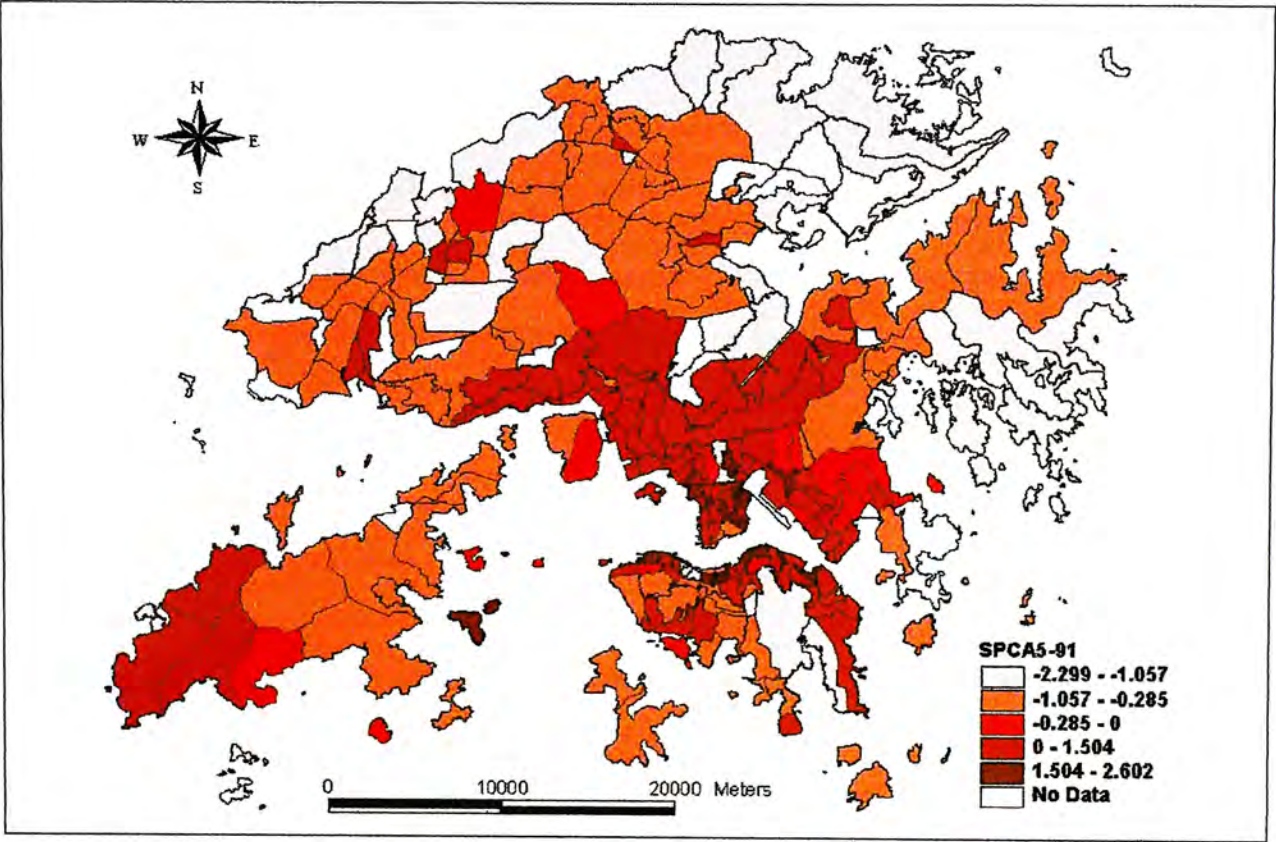 N
W E
S
SPCA5-91
-2.299 - -1.057
-1.057 - -0.285
-0.285 - 0
0 - 1.504
1.504 - 2.602
No Data
0 10000 20000 Meters